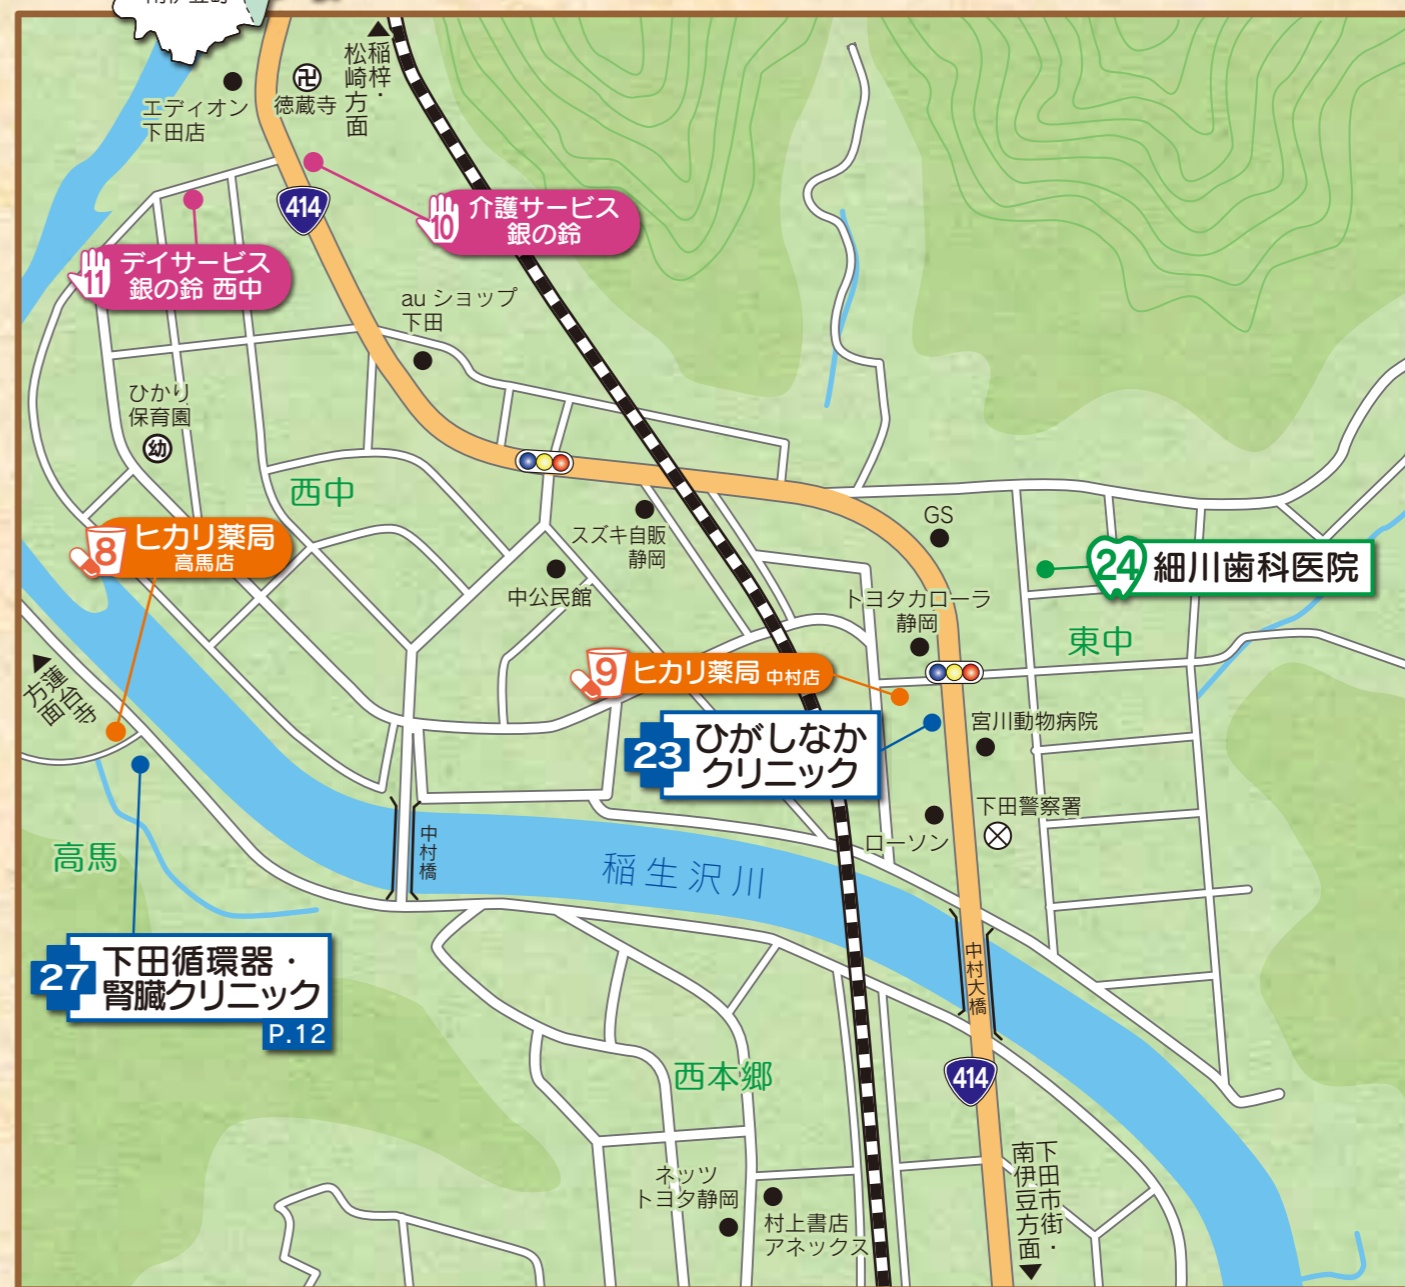 エディオン
下田店
徳蔵寺
稲梓・
松崎方面
414
10
介護サービス
銀の鈴
11
デイサービス
銀の鈴 西中
au ショップ
下田
ひかり
保育園
幼
西中
8
ヒカリ薬局
高馬店
スズキ自販
静岡
中公民館
GS
24
細川歯科医院
トヨタカローラ
静岡
東中
9
ヒカリ薬局 中村店
蓮台寺
方面
23
ひがしなか
クリニック
宮川動物病院
下田警察署
ローソン
高馬
中村橋
稲生沢川
27
下田循環器・
腎臓クリニック
P.12
中村大橋
西本郷
414
ネッツ
トヨタ静岡
村上書店
アネックス
下田市街・
南伊豆方面